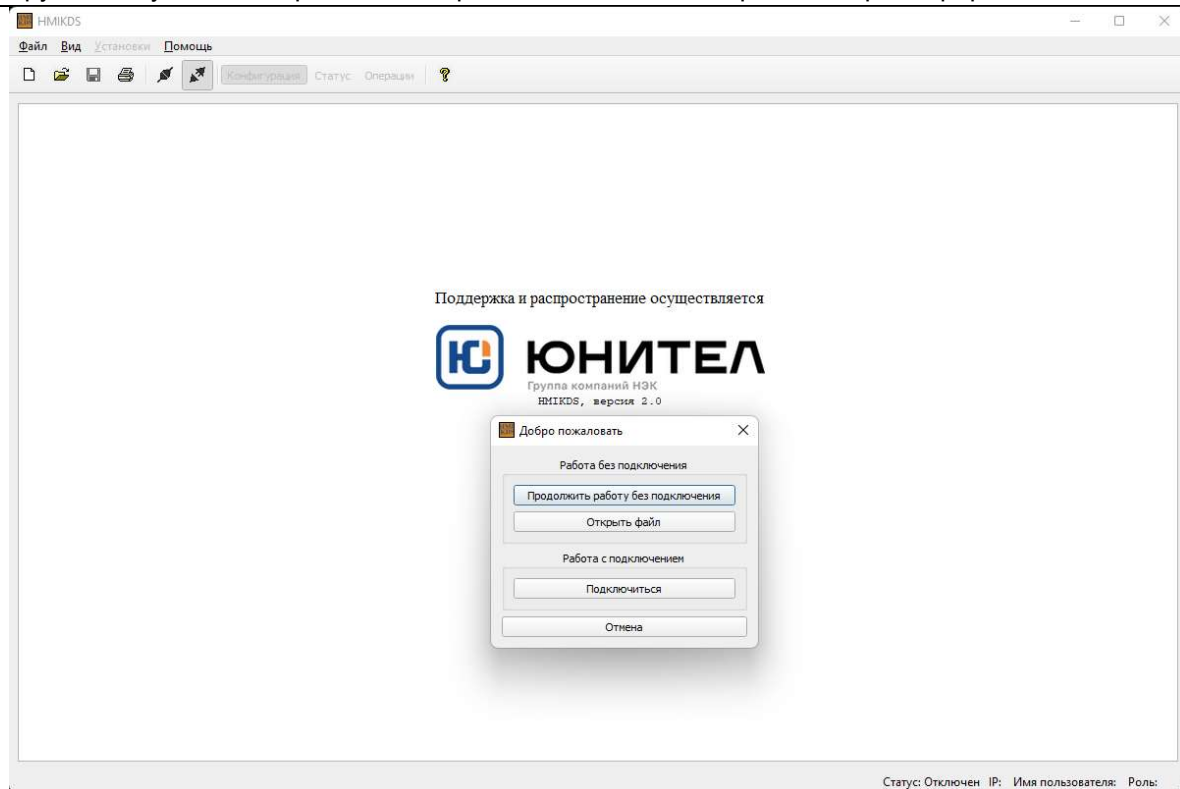 HMIKDS
Файл Вид Установки Помощь
Конфигурация Статус Операции
Поддержка и распространение осуществляется
Ю ЮНИТЕЛ
Группа компаний НЭК
HMIKDS, версия 2.0
Добро пожаловать
Работа без подключения
Продолжить работу без подключения
Открыть файл
Работа с подключением
Подключиться
Отмена
Статус: Отключен IP: Имя пользователя: Роль: